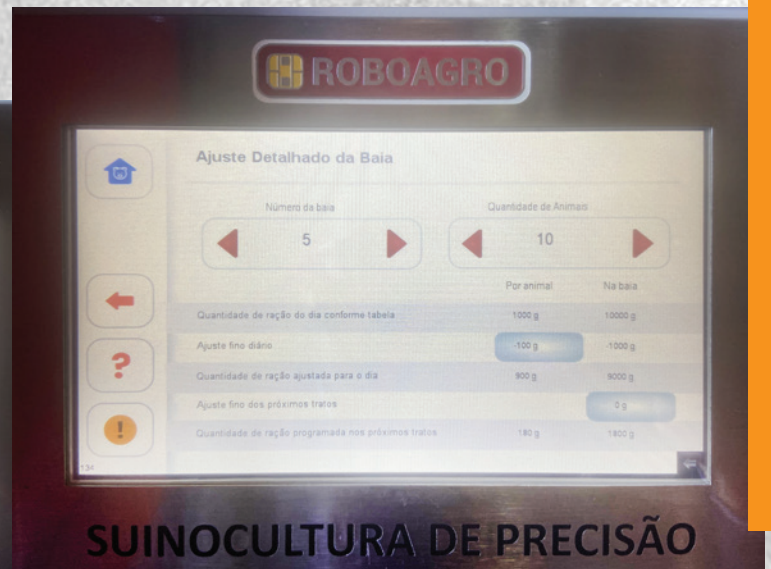 ROBOAGRO
Ajuste Detalhado da Baia
Número da baia
Quantidade de Animais
5
10
Por animal
Na baia
Quantidade de ração do dia conforme tabela 1000 g 10000 g
Ajuste fino diário -100 g -1000 g
Quantidade de ração ajustada para o dia 900 g 9000 g
Ajuste fino dos próximos tratos 0 g
Quantidade de ração programada nos próximos tratos 180 g 1800 g
134
SUINOCULTURA DE PRECISÃO